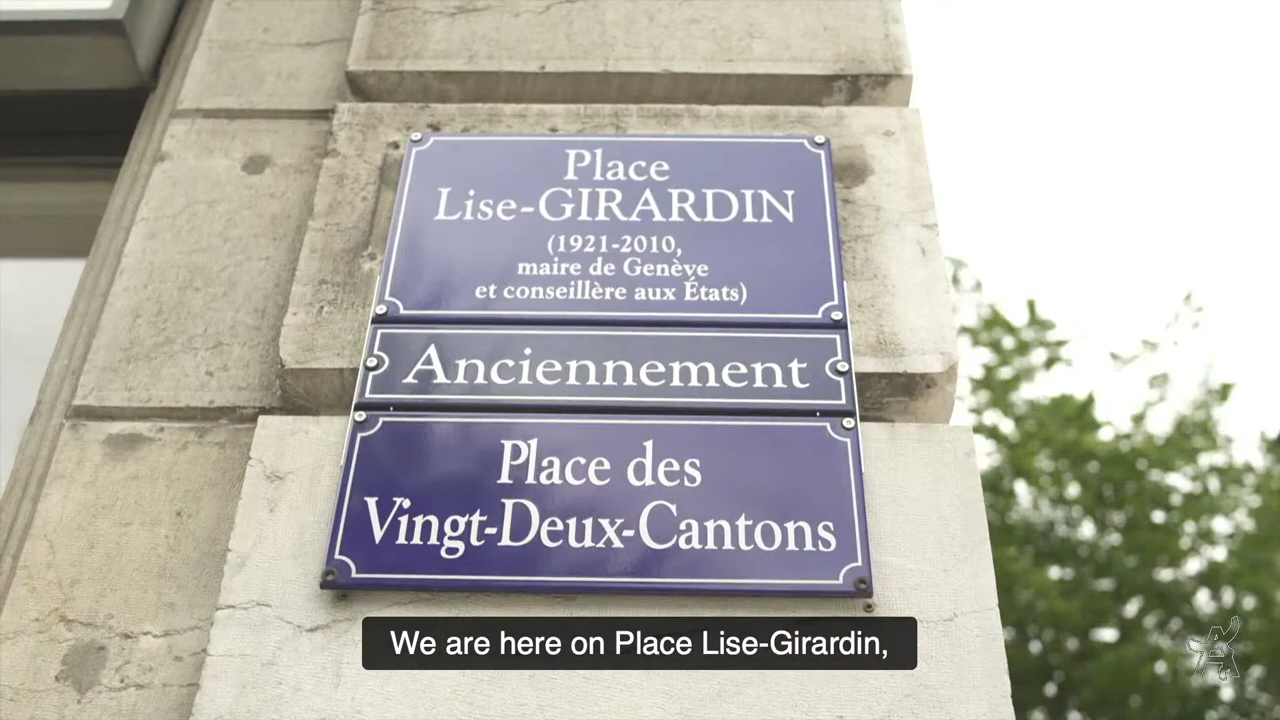 Place
Lise-GIRARDIN
(1921-2010,
maire de Genève
et conseillère aux États)
Anciennement
Place des
Vingt-Deux-Cantons
We are here on Place Lise-Girardin,